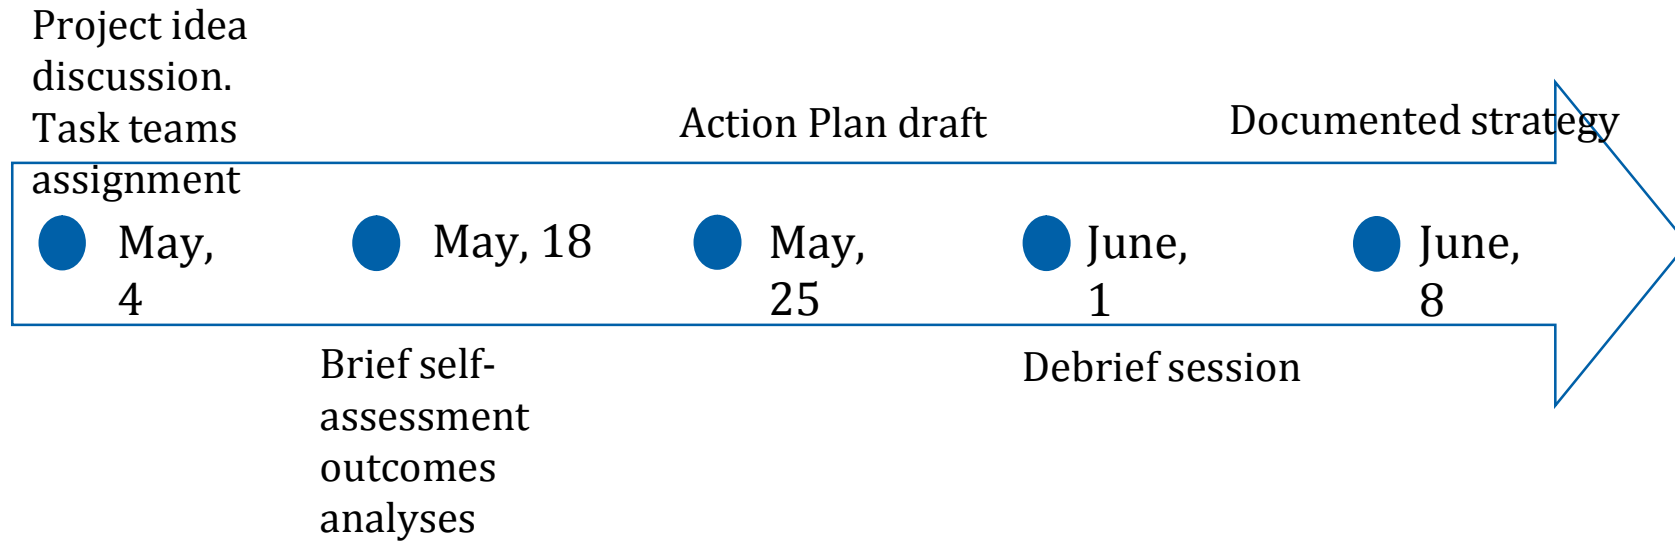 Project idea
discussion.
Task teams
assignment
Action Plan draft
Documented strategy
May,
4
May, 18
May,
25
June,
1
June,
8
Brief self-
assessment
outcomes
analyses
Debrief session